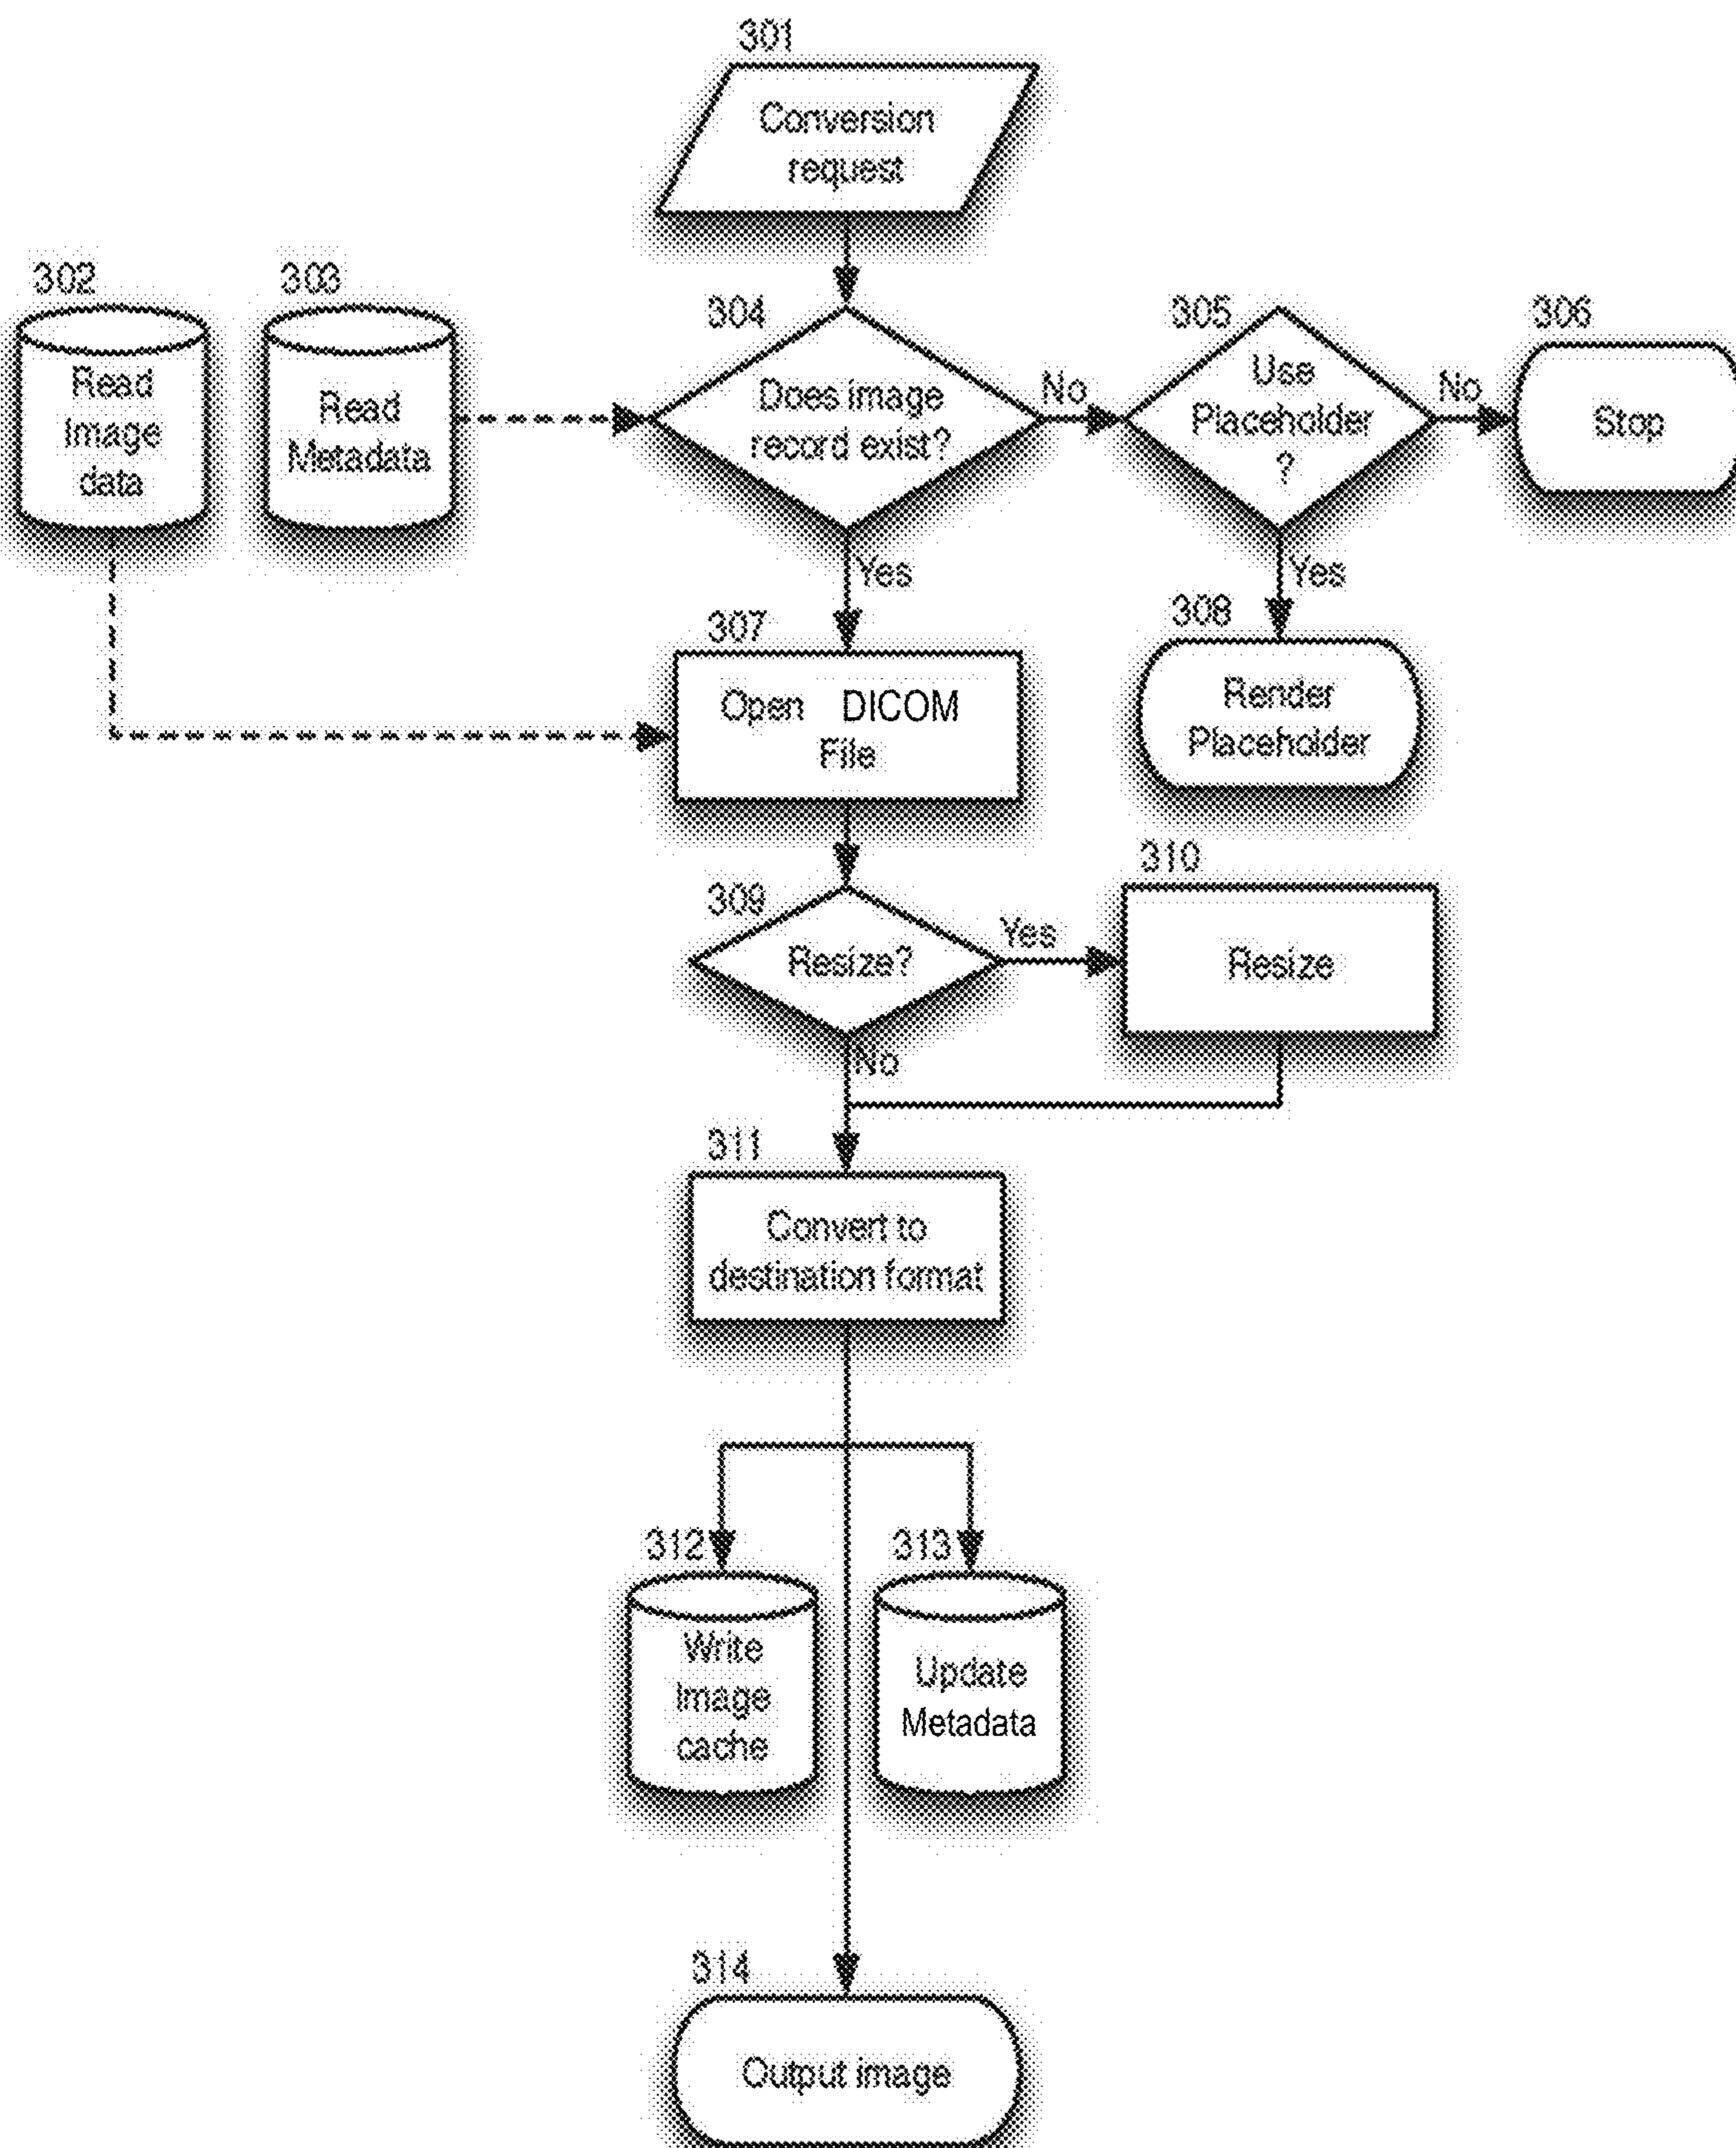 301
Conversion
request
302
Read
Image
data
303
Read
Metadata
304
Does image
record exist?
No
305
Use
Placeholder
?
No
306
Stop
Yes
Yes
307
Open DICOM
File
308
Render
Placeholder
309
Resize?
Yes
310
Resize
No
311
Convert to
destination format
312
Write
Image
cache
313
Update
Metadata
314
Output image